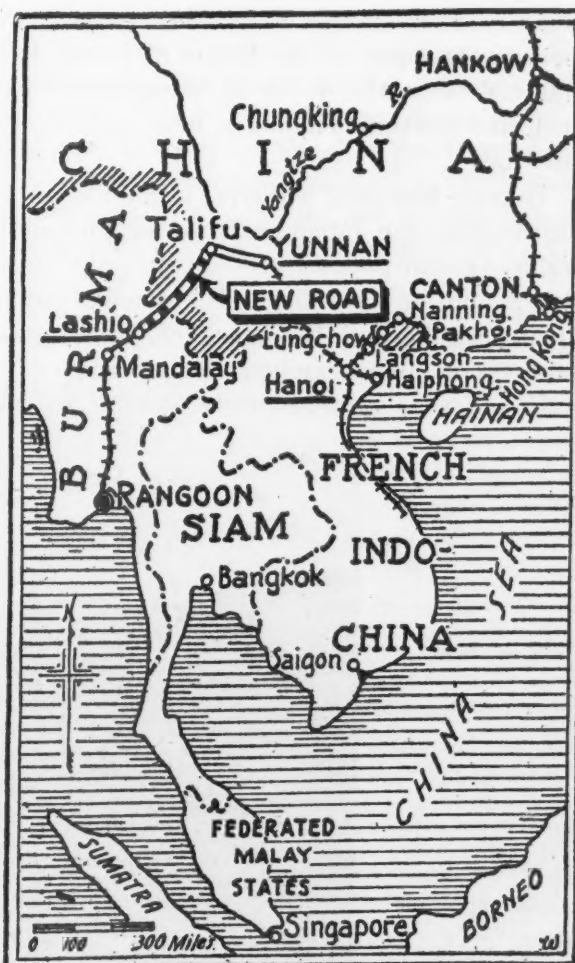 HANKOW
Chungking
Yangtze R.
CHINA
Talifu
YUNNAN
NEW ROAD
CANTON
Nanning
Pakhoi
Hong Kong
Lungchow
Langson
Lashio
Mandalay
Hanoi
Haiphong
HAINAN
BURMA
FRENCH
RANGOON
SIAM
INDO
Bangkok
CHINA
Saigon
CHINA SEA
FEDERATED
MALAY
STATES
SUMATRA
BORNEO
Singapore
0 100 300 Miles.
W